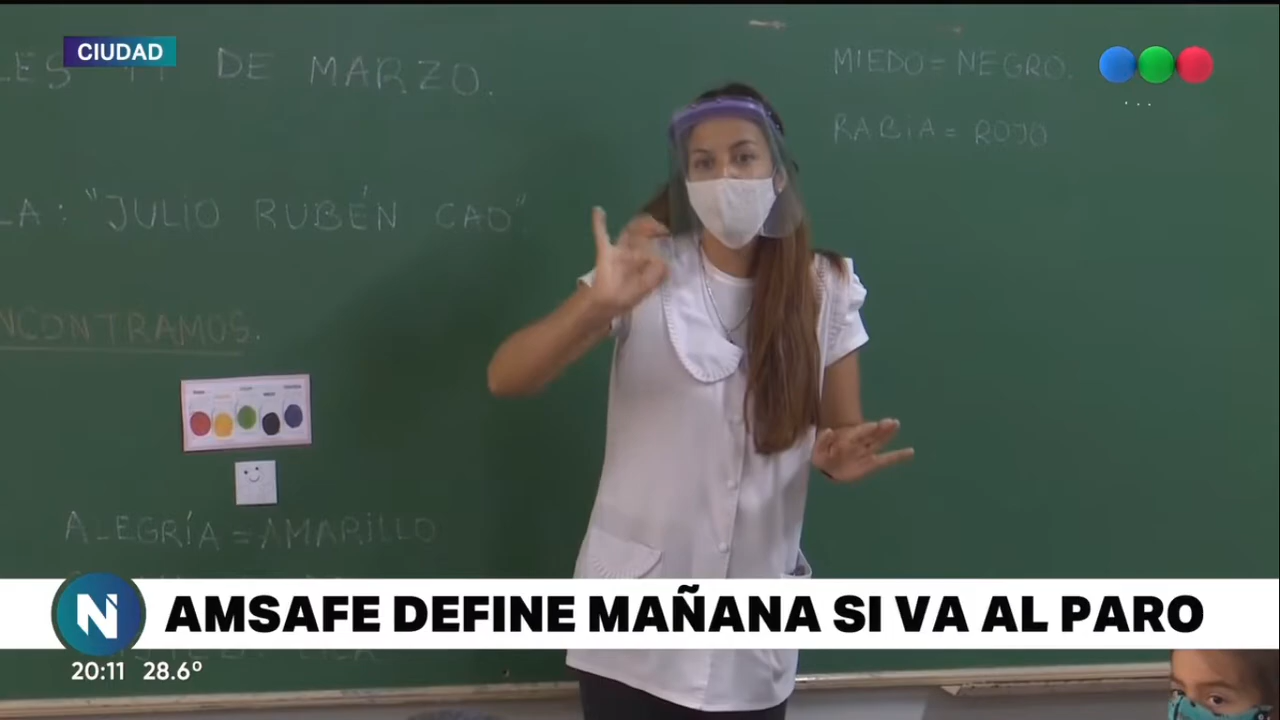 CIUDAD
DE MARZO.
MIEDO = NEGRO.
RABIA = ROJO
LA: "JULIO RUBÉN CAO"
NCONTRAMOS.
ALEGRÍA = AMARILLO
N AMSAFE DEFINE MAÑANA SI VA AL PARO
20:11 28.6º